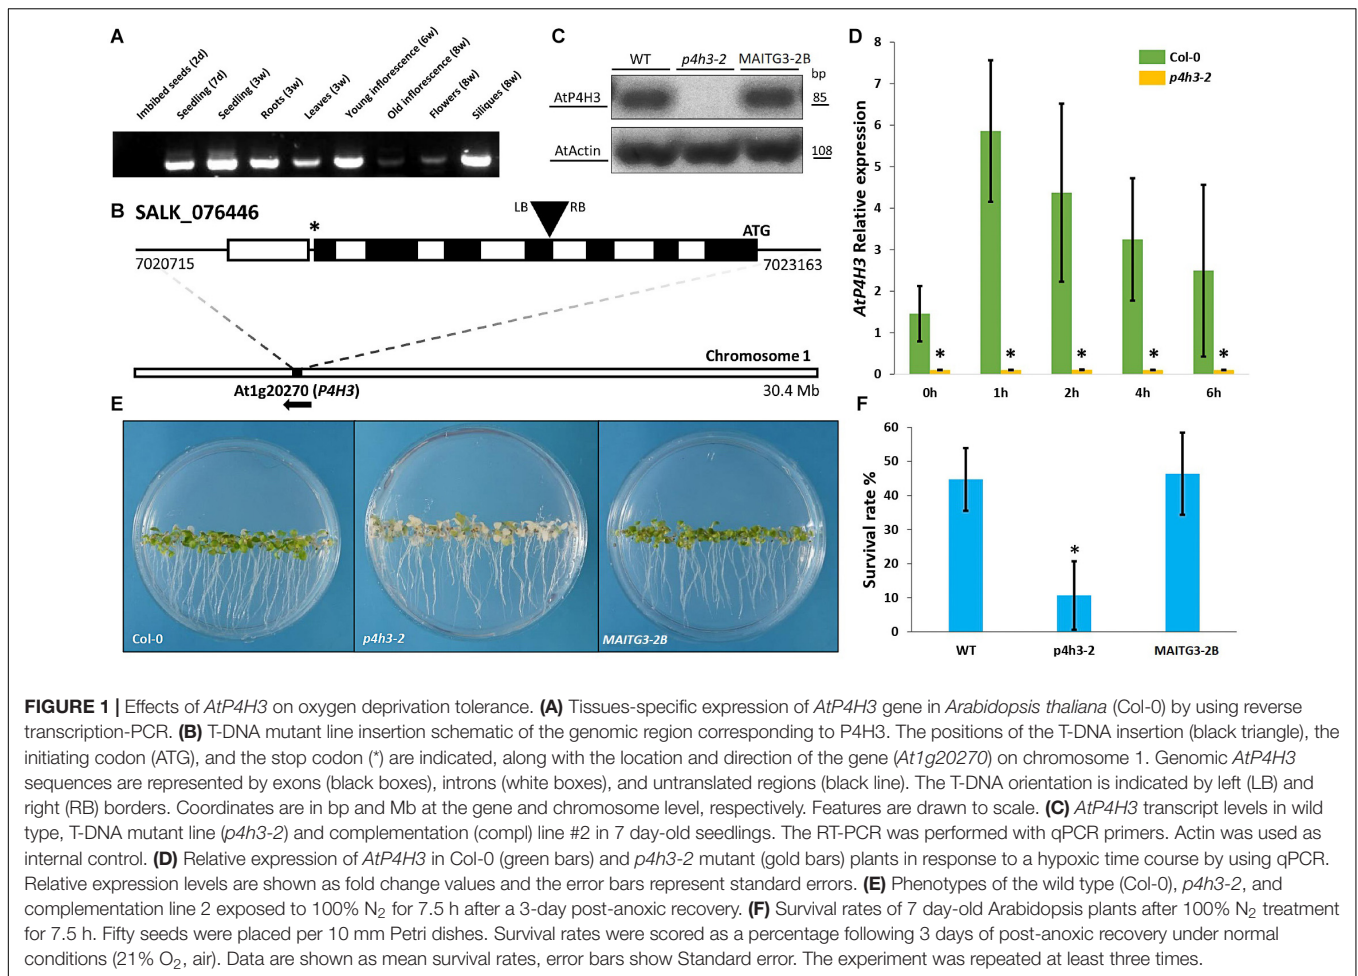 A
Imbibed seeds (2d)
Seedling (7d)
Seedling (3w)
Roots (3w)
Leaves (3w)
Young inflorescence (6w)
Old inflorescence (8w)
Flowers (8w)
Siliques (8w)
B
SALK_076446
*
LB
RB
ATG
7020715
7023163
Chromosome 1
At1g20270 (P4H3)
30.4 Mb
C
WT
p4h3-2
MAITG3-2B
bp
AtP4H3
85
AtActin
108
D
AtP4H3 Relative expression
8
7
6
5
4
3
2
1
0
Col-0
p4h3-2
* * * * *
0h 1h 2h 4h 6h
E
Col-0
p4h3-2
MAITG3-2B
F
Survival rate %
60
50
40
30
20
10
0
*
WT p4h3-2 MAITG3-2B
FIGURE 1 | Effects of AtP4H3 on oxygen deprivation tolerance. (A) Tissues-specific expression of AtP4H3 gene in Arabidopsis thaliana (Col-0) by using reverse
transcription-PCR. (B) T-DNA mutant line insertion schematic of the genomic region corresponding to P4H3. The positions of the T-DNA insertion (black triangle), the
initiating codon (ATG), and the stop codon (*) are indicated, along with the location and direction of the gene (At1g20270) on chromosome 1. Genomic AtP4H3
sequences are represented by exons (black boxes), introns (white boxes), and untranslated regions (black line). The T-DNA orientation is indicated by left (LB) and
right (RB) borders. Coordinates are in bp and Mb at the gene and chromosome level, respectively. Features are drawn to scale. (C) AtP4H3 transcript levels in wild
type, T-DNA mutant line (p4h3-2) and complementation (compl) line #2 in 7 day-old seedlings. The RT-PCR was performed with qPCR primers. Actin was used as
internal control. (D) Relative expression of AtP4H3 in Col-0 (green bars) and p4h3-2 mutant (gold bars) plants in response to a hypoxic time course by using qPCR.
Relative expression levels are shown as fold change values and the error bars represent standard errors. (E) Phenotypes of the wild type (Col-0), p4h3-2, and
complementation line 2 exposed to 100% N₂ for 7.5 h after a 3-day post-anoxic recovery. (F) Survival rates of 7 day-old Arabidopsis plants after 100% N₂ treatment
for 7.5 h. Fifty seeds were placed per 10 mm Petri dishes. Survival rates were scored as a percentage following 3 days of post-anoxic recovery under normal
conditions (21% O₂, air). Data are shown as mean survival rates, error bars show Standard error. The experiment was repeated at least three times.